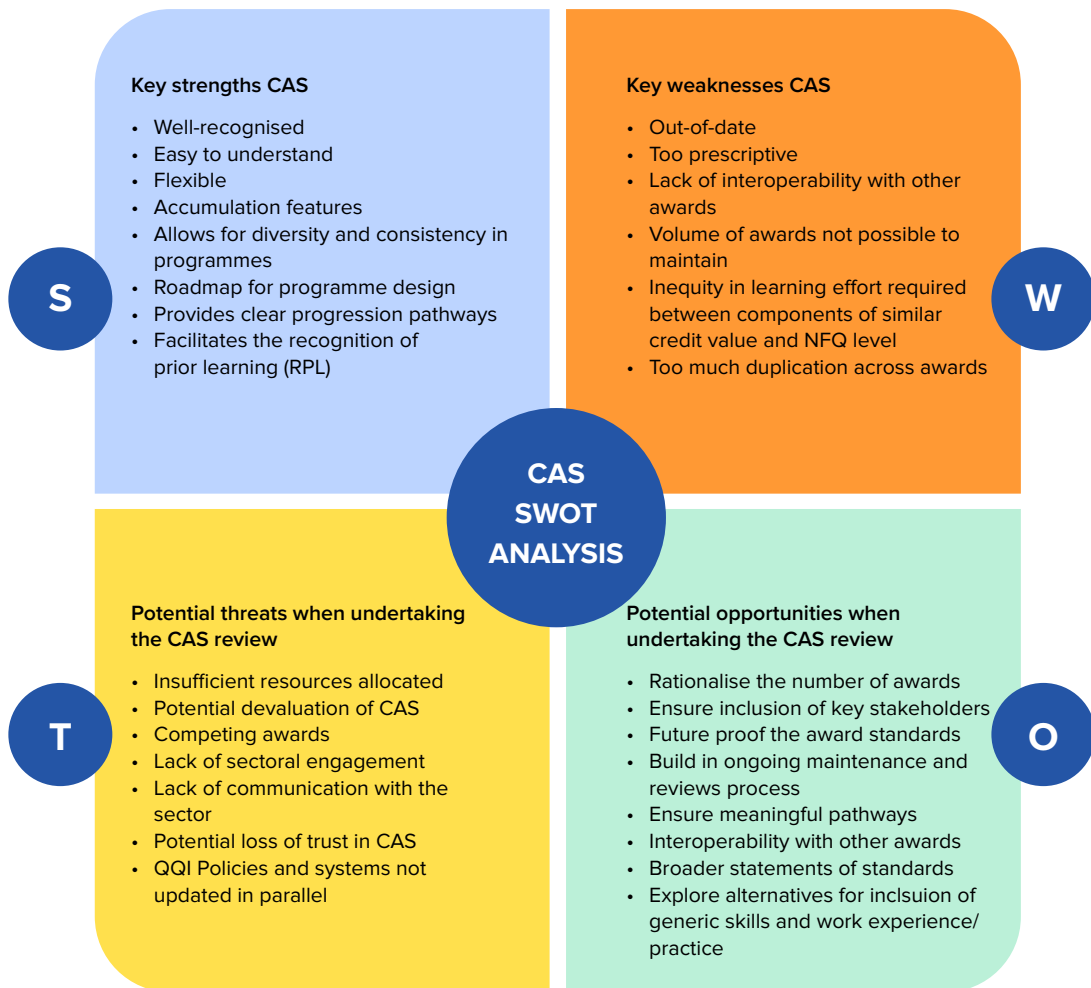 Key strengths CAS
• Well-recognised
• Easy to understand
• Flexible
• Accumulation features
• Allows for diversity and consistency in
programmes
• Roadmap for programme design
• Provides clear progression pathways
• Facilitates the recognition of
prior learning (RPL)
S
Key weaknesses CAS
• Out-of-date
• Too prescriptive
• Lack of interoperability with other
awards
• Volume of awards not possible to
maintain
• Inequity in learning effort required
between components of similar
credit value and NFQ level
• Too much duplication across awards
W
CAS
SWOT
ANALYSIS
Potential threats when undertaking
the CAS review
• Insufficient resources allocated
• Potential devaluation of CAS
• Competing awards
• Lack of sectoral engagement
• Lack of communication with the
sector
• Potential loss of trust in CAS
• QQI Policies and systems not
updated in parallel
T
Potential opportunities when
undertaking the CAS review
• Rationalise the number of awards
• Ensure inclusion of key stakeholders
• Future proof the award standards
• Build in ongoing maintenance and
reviews process
• Ensure meaningful pathways
• Interoperability with other awards
• Broader statements of standards
• Explore alternatives for inclsuion of
generic skills and work experience/
practice
O